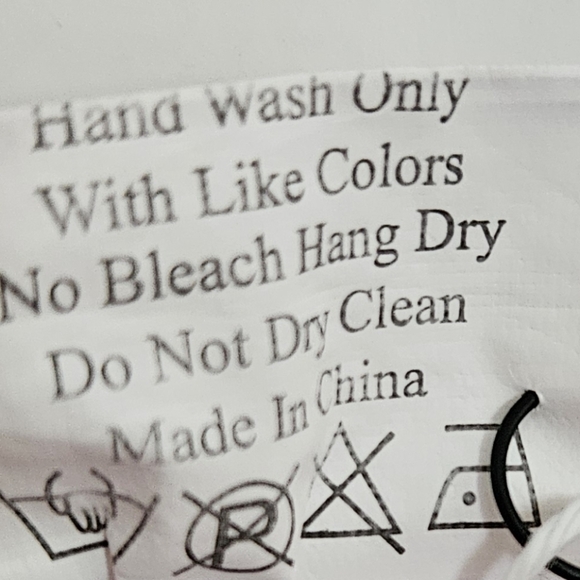 Hand Wash Only
With Like Colors
No Bleach Hang Dry
Do Not Dry Clean
Made In China
P